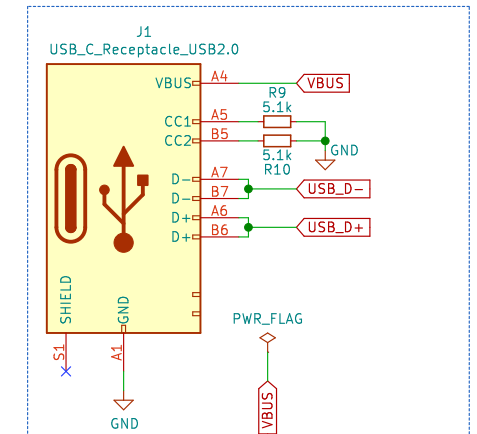 J1
USB_C_Receptacle_USB2.0
VBUS A4 VBUS
R9
5.1k
CC1 A5
CC2 B5
GND
5.1k
R10
D- A7
D- B7
USB_D-
D+ A6
USB_D+
D+ B6
SHIELD
GND
S1
A1
GND
PWR_FLAG
VBUS